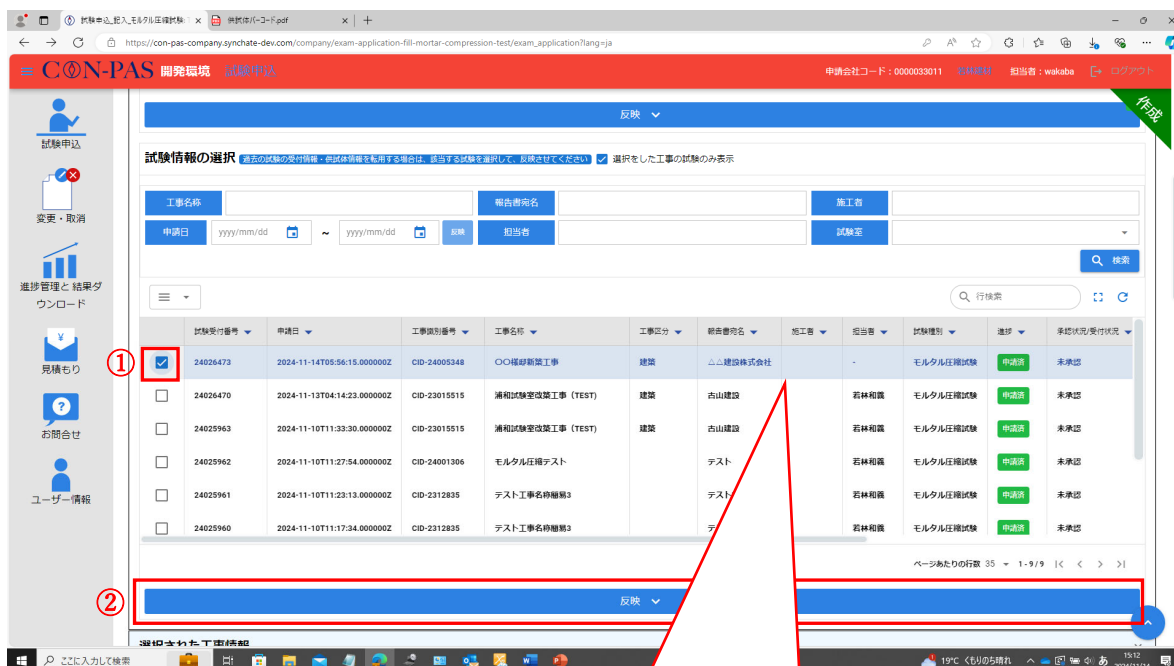 試験申込_記入_モルタル圧縮試験
供試体バーコード.pdf
https://con-pas-company.synchate-dev.com/company/exam-application-fill-mortar-compression-test/exam_application?lang=ja
CON-PAS 開発環境 試験申込
申請会社コード：0000033011 担当者：wakaba ログアウト
作成
試験申込
変更・取消
進捗管理と結果ダウンロード
見積もり
お問合せ
ユーザー情報
反映
試験情報の選択 過去の試験の受付情報・供試体情報を転用する場合は、該当する試験を選択して、反映させてください 選択をした工事の試験のみ表示
工事名称 報告書宛名 施工者
申請日 yyyy/mm/dd ~ yyyy/mm/dd 反映 担当者 試験室
検索
行検索
試験受付番号 申請日 工事識別番号 工事名称 工事区分 報告書宛名 施工者 担当者 試験種別 進捗 承認状況/受付状況
① 24026473 2024-11-14T05:56:15.000000Z CID-24005348 〇〇様邸新築工事 建築 △△建設株式会社 - モルタル圧縮試験 申請済 未承認
24026470 2024-11-13T04:14:23.000000Z CID-23015515 浦和試験室改築工事（TEST） 建築 古山建設 若林和義 モルタル圧縮試験 申請済 未承認
24025963 2024-11-10T11:33:30.000000Z CID-23015515 浦和試験室改築工事（TEST） 建築 古山建設 若林和義 モルタル圧縮試験 申請済 未承認
24025962 2024-11-10T11:27:54.000000Z CID-24001306 モルタル圧縮テスト テスト 若林和義 モルタル圧縮試験 申請済 未承認
24025961 2024-11-10T11:23:13.000000Z CID-2312835 テスト工事名称簡易3 テスト 若林和義 モルタル圧縮試験 申請済 未承認
24025960 2024-11-10T11:17:34.000000Z CID-2312835 テスト工事名称簡易3 若林和義 モルタル圧縮試験 申請済 未承認
ページあたりの行数 35 1-9/9
② 反映
選択された工事情報
ここに入力して検索
19℃ くもりのち晴れ あ 15:12
2024/11/14